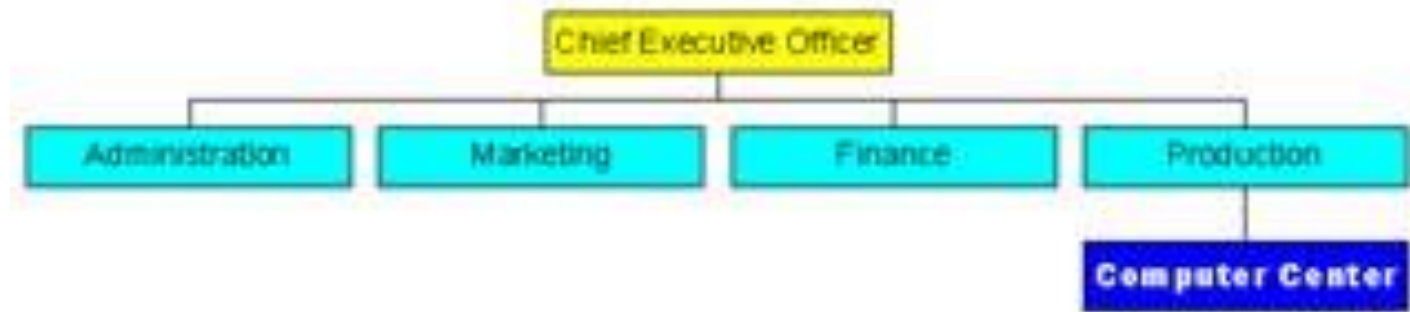 Chief Executive Officer
Administration
Marketing
Finance
Production
Computer Center